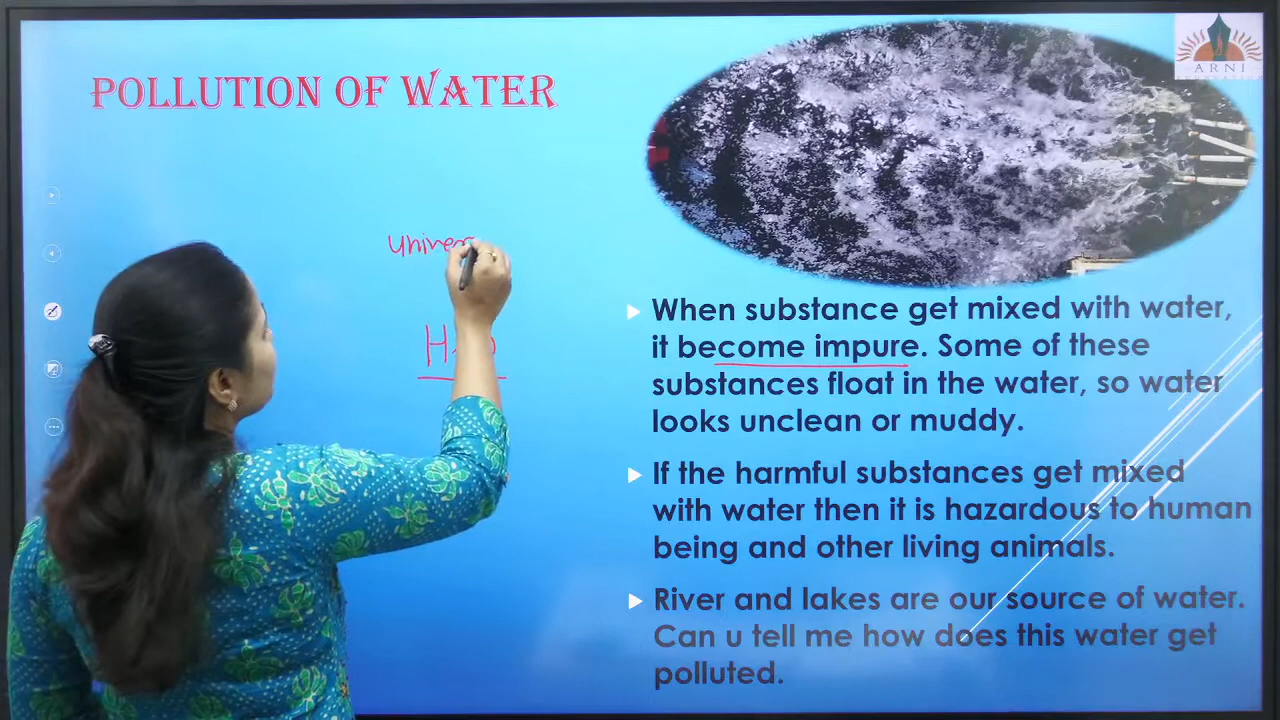 POLLUTION OF WATER
ARNI
Univers
H2O
When substance get mixed with water,
it become impure. Some of these
substances float in the water, so water
looks unclean or muddy.
If the harmful substances get mixed
with water then it is hazardous to human
being and other living animals.
River and lakes are our source of water.
Can u tell me how does this water get
polluted.